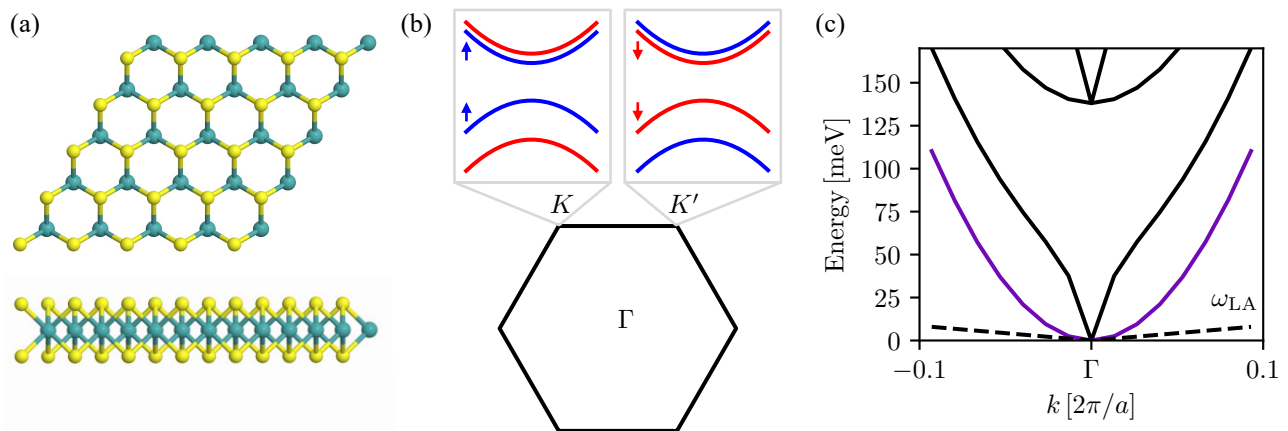 (a)
(b)
K
K′
Γ
(c)
Energy [meV]
150
125
100
75
50
25
0
ω_LA
−0.1
Γ
0.1
k [2π/a]